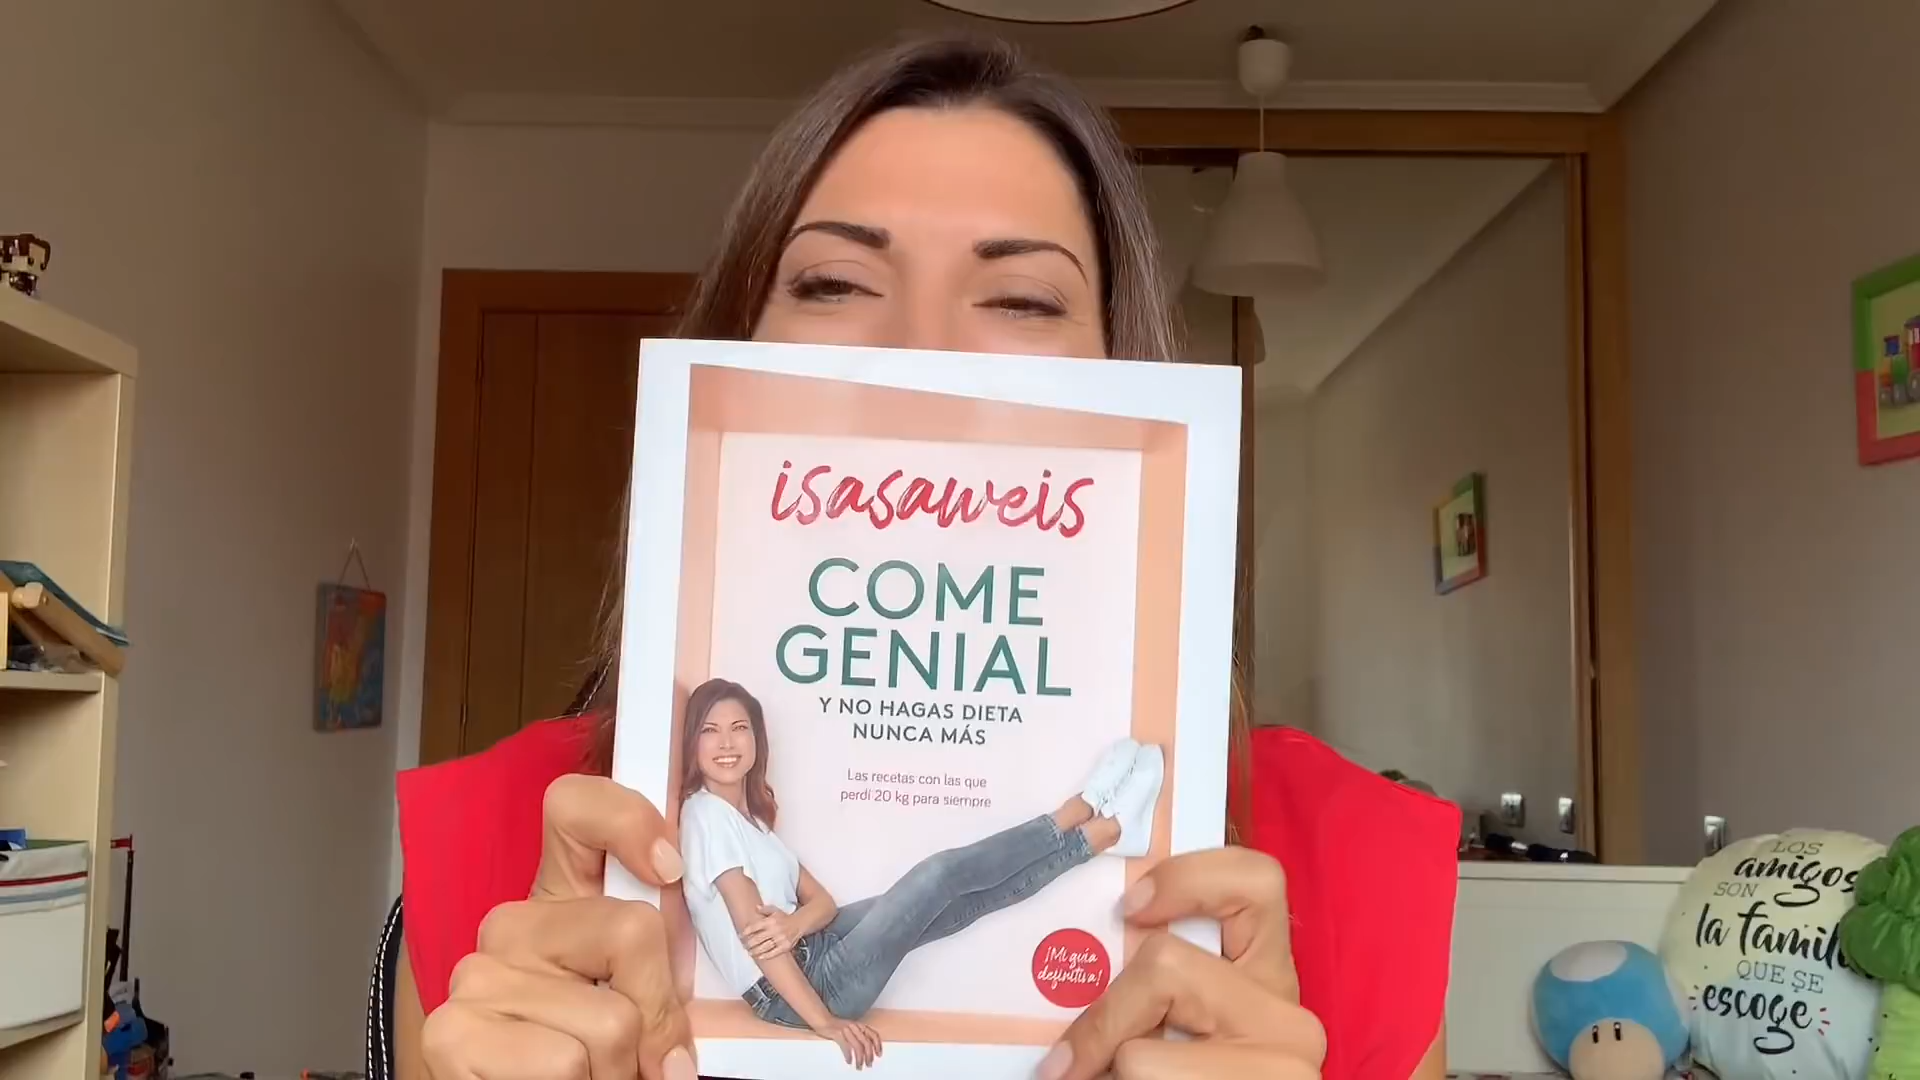 isasaweis
COME
GENIAL
Y NO HAGAS DIETA
NUNCA MÁS
Las recetas con las que
perdí 20 kg para siempre
¡Mi guía
definitiva!
LOS
amigos
SON
la famil
QUE SE
escoge